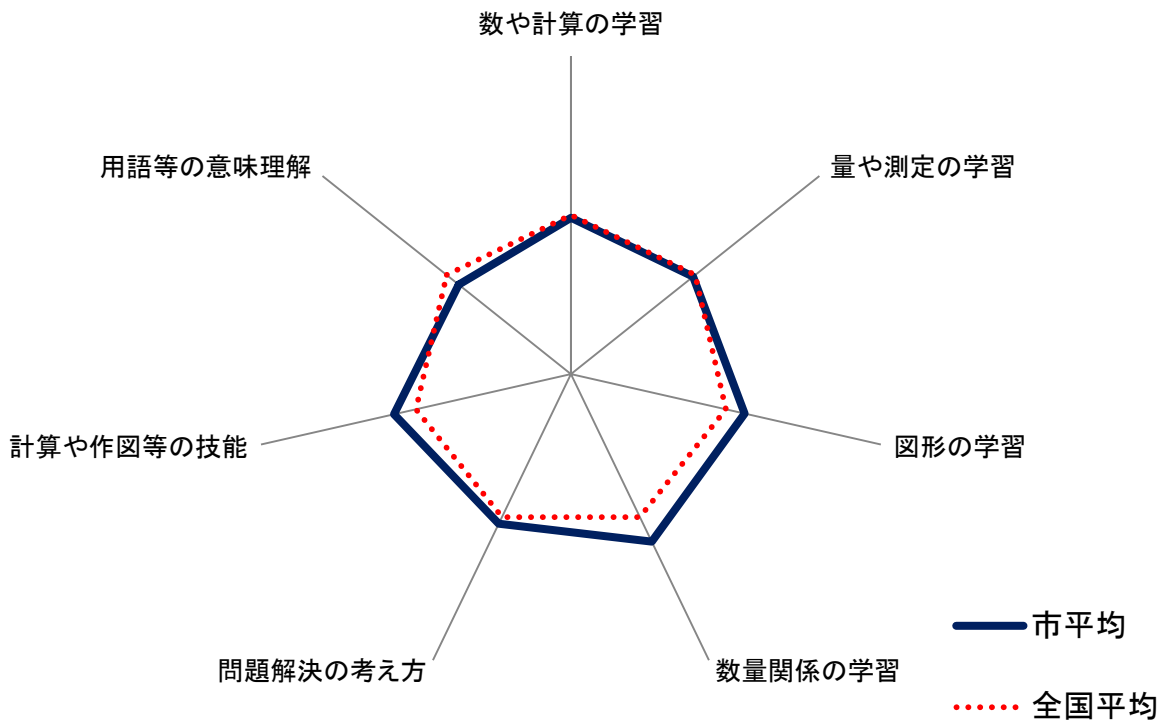 数や計算の学習
量や測定の学習
図形の学習
数量関係の学習
問題解決の考え方
計算や作図等の技能
用語等の意味理解
市平均
全国平均